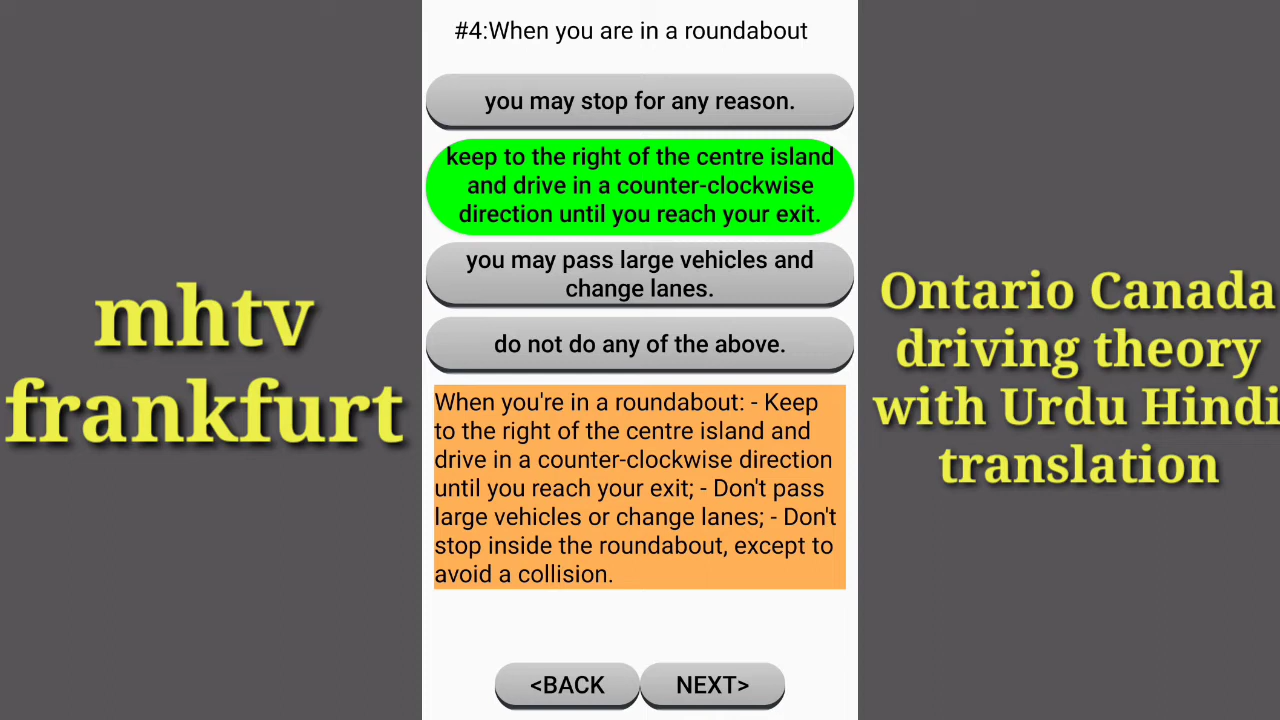 #4:When you are in a roundabout
you may stop for any reason.
keep to the right of the centre island
and drive in a counter-clockwise
direction until you reach your exit.
you may pass large vehicles and
change lanes.
do not do any of the above.
When you're in a roundabout: - Keep
to the right of the centre island and
drive in a counter-clockwise direction
until you reach your exit; - Don't pass
large vehicles or change lanes; - Don't
stop inside the roundabout, except to
avoid a collision.
<BACK
NEXT>
mhtv
frankfurt
Ontario Canada
driving theory
with Urdu Hindi
translation